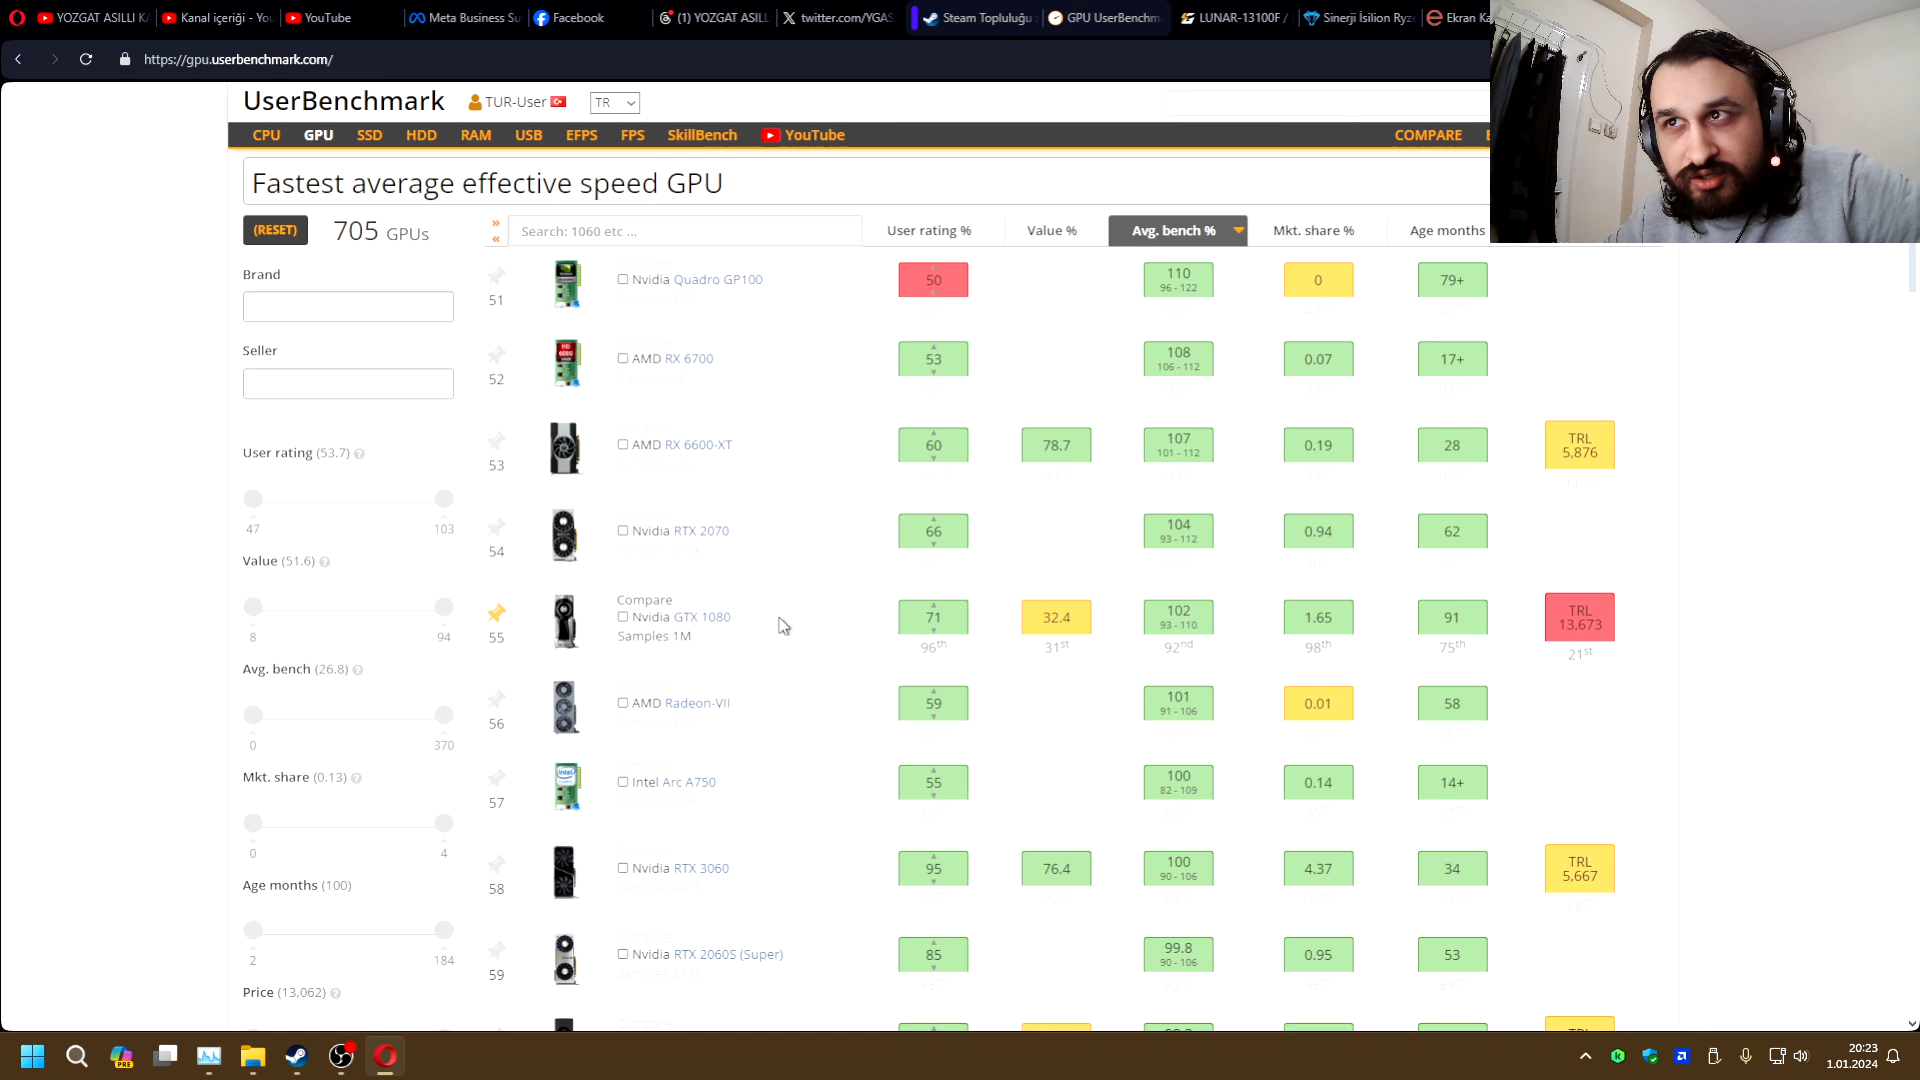 YOZGAT ASILLI KA
Kanal içeriği - You
YouTube
Meta Business Su
Facebook
(1) YOZGAT ASILL
twitter.com/YGAS
Steam Topluluğu
GPU UserBenchm
LUNAR-13100F /
Sinerji İsilion Ryze
Ekran Ka
https://gpu.userbenchmark.com/
UserBenchmark
TUR-User
TR
CPU GPU SSD HDD RAM USB EFPS FPS SkillBench YouTube COMPARE
Fastest average effective speed GPU
(RESET) 705 GPUs
Search: 1060 etc ...
User rating % Value % Avg. bench % Mkt. share % Age months
Brand
Seller
User rating (53.7)
47 103
Value (51.6)
8 94
Avg. bench (26.8)
0 370
Mkt. share (0.13)
0 4
Age months (100)
2 184
Price (13,062)
51 Nvidia Quadro GP100 50 110 0 79+
96 - 122
52 AMD RX 6700 53 108 0.07 17+
106 - 112
53 AMD RX 6600-XT 60 78.7 107 0.19 28 TRL 5,876
101 - 112
54 Nvidia RTX 2070 66 104 0.94 62
93 - 112
Compare
55 Nvidia GTX 1080 71 32.4 102 1.65 91 TRL 13,673
93 - 110
Samples 1M 96th 31st 92nd 98th 75th 21st
56 AMD Radeon-VII 59 101 0.01 58
91 - 106
57 Intel Arc A750 55 100 0.14 14+
82 - 109
58 Nvidia RTX 3060 95 76.4 100 4.37 34 TRL 5,667
90 - 106
59 Nvidia RTX 2060S (Super) 85 99.8 0.95 53
90 - 106
PRE
20:23
1.01.2024